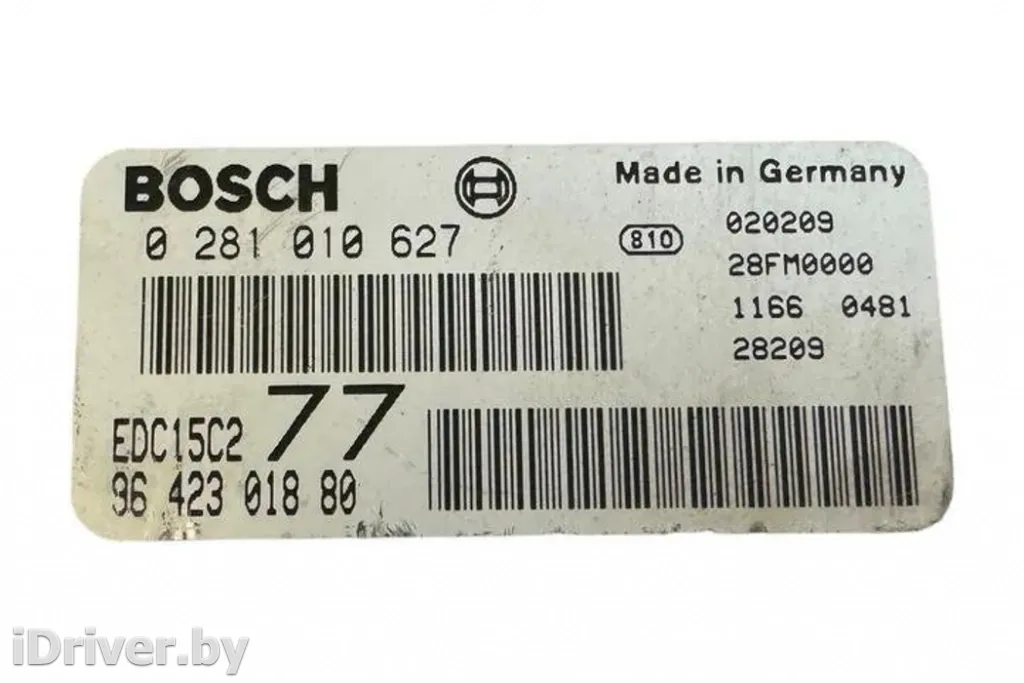 BOSCH
Made in Germany
0 281 010 627
810
020209
28FM0000
1166 0481
28209
EDC15C2 77
96 423 018 80
iDriver.by